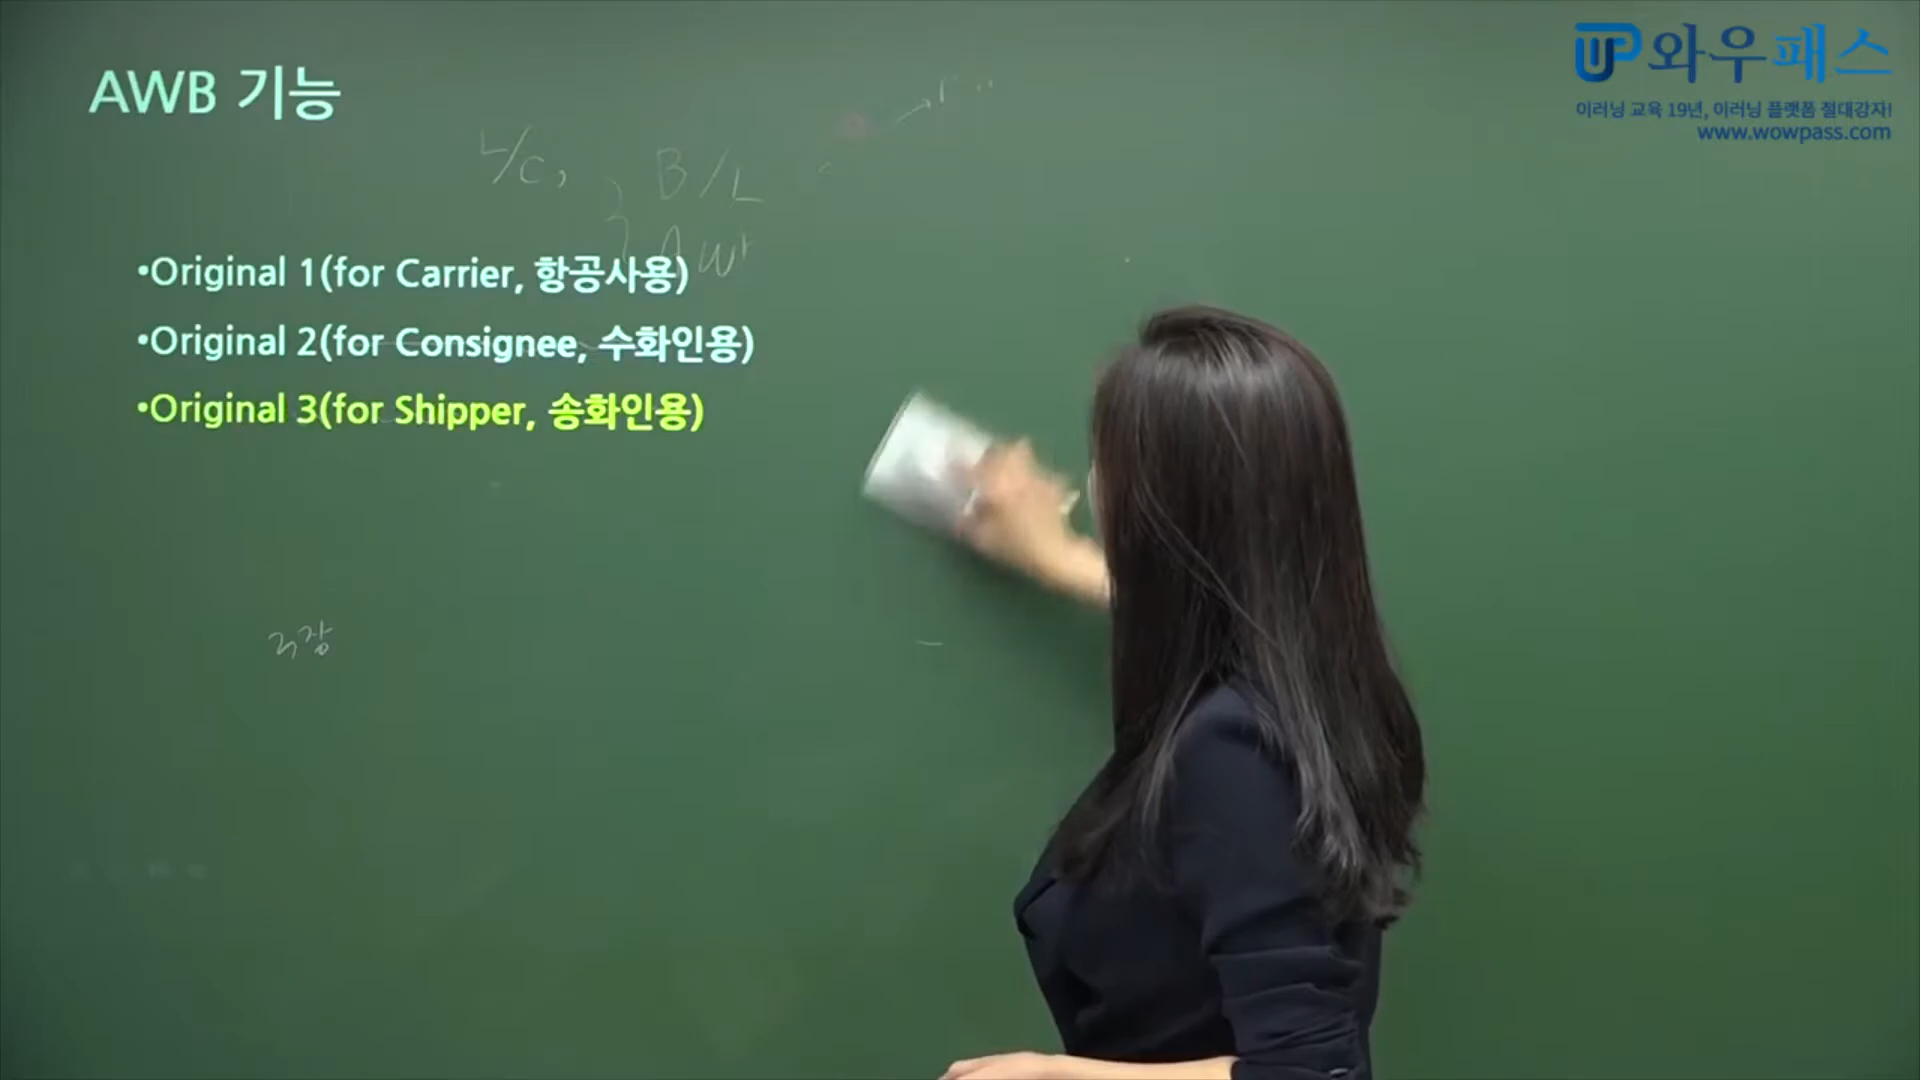 AWB 기능
와우패스
이러닝 교육 19년, 이러닝 플랫폼 절대강자!
www.wowpass.com
L/C, B/L
AW
•Original 1(for Carrier, 항공사용)
•Original 2(for Consignee, 수화인용)
•Original 3(for Shipper, 송화인용)